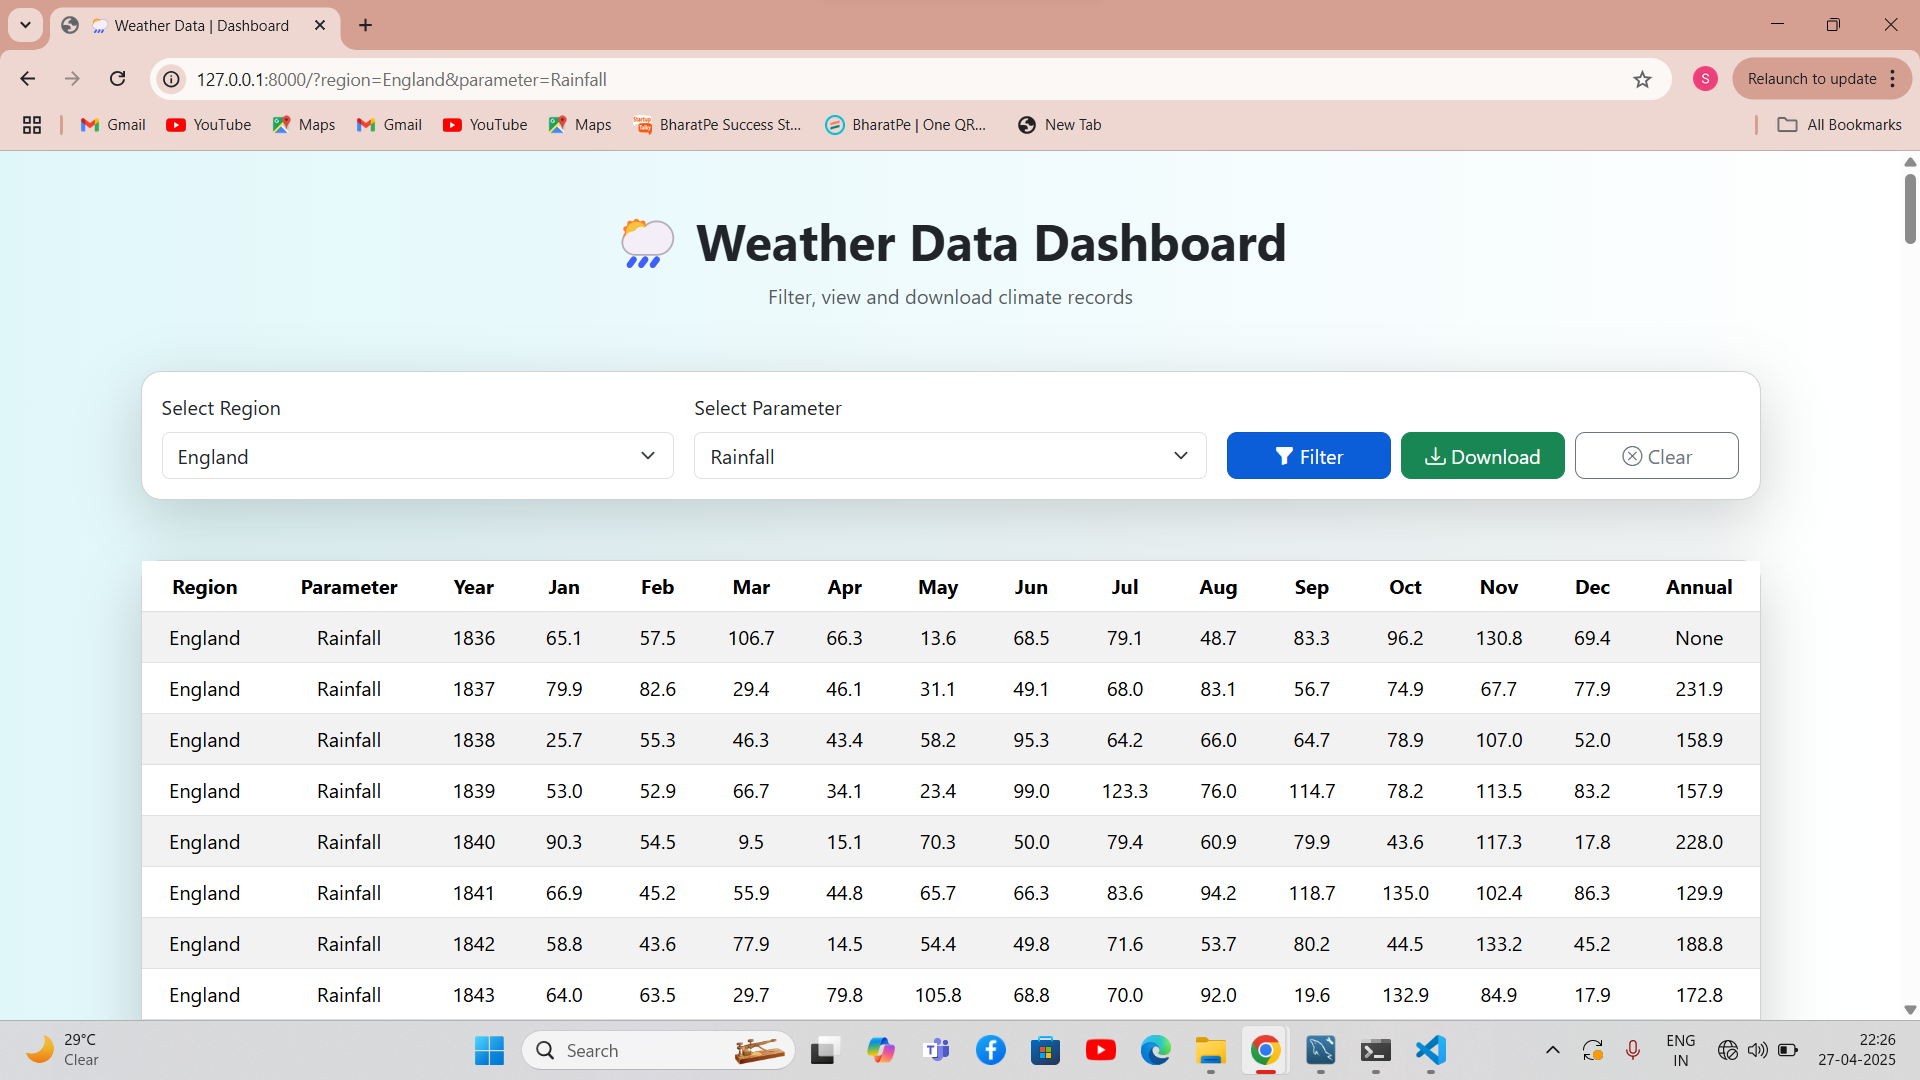 Weather Data | Dashboard
127.0.0.1:8000/?region=England&parameter=Rainfall
S
Relaunch to update
Gmail YouTube Maps Gmail YouTube Maps BharatPe Success St... BharatPe | One QR... New Tab All Bookmarks
Weather Data Dashboard
Filter, view and download climate records
Select Region Select Parameter
England Rainfall Filter Download Clear
Region Parameter Year Jan Feb Mar Apr May Jun Jul Aug Sep Oct Nov Dec Annual
England Rainfall 1836 65.1 57.5 106.7 66.3 13.6 68.5 79.1 48.7 83.3 96.2 130.8 69.4 None
England Rainfall 1837 79.9 82.6 29.4 46.1 31.1 49.1 68.0 83.1 56.7 74.9 67.7 77.9 231.9
England Rainfall 1838 25.7 55.3 46.3 43.4 58.2 95.3 64.2 66.0 64.7 78.9 107.0 52.0 158.9
England Rainfall 1839 53.0 52.9 66.7 34.1 23.4 99.0 123.3 76.0 114.7 78.2 113.5 83.2 157.9
England Rainfall 1840 90.3 54.5 9.5 15.1 70.3 50.0 79.4 60.9 79.9 43.6 117.3 17.8 228.0
England Rainfall 1841 66.9 45.2 55.9 44.8 65.7 66.3 83.6 94.2 118.7 135.0 102.4 86.3 129.9
England Rainfall 1842 58.8 43.6 77.9 14.5 54.4 49.8 71.6 53.7 80.2 44.5 133.2 45.2 188.8
England Rainfall 1843 64.0 63.5 29.7 79.8 105.8 68.8 70.0 92.0 19.6 132.9 84.9 17.9 172.8
29°C
Clear
Search
ENG
IN
22:26
27-04-2025